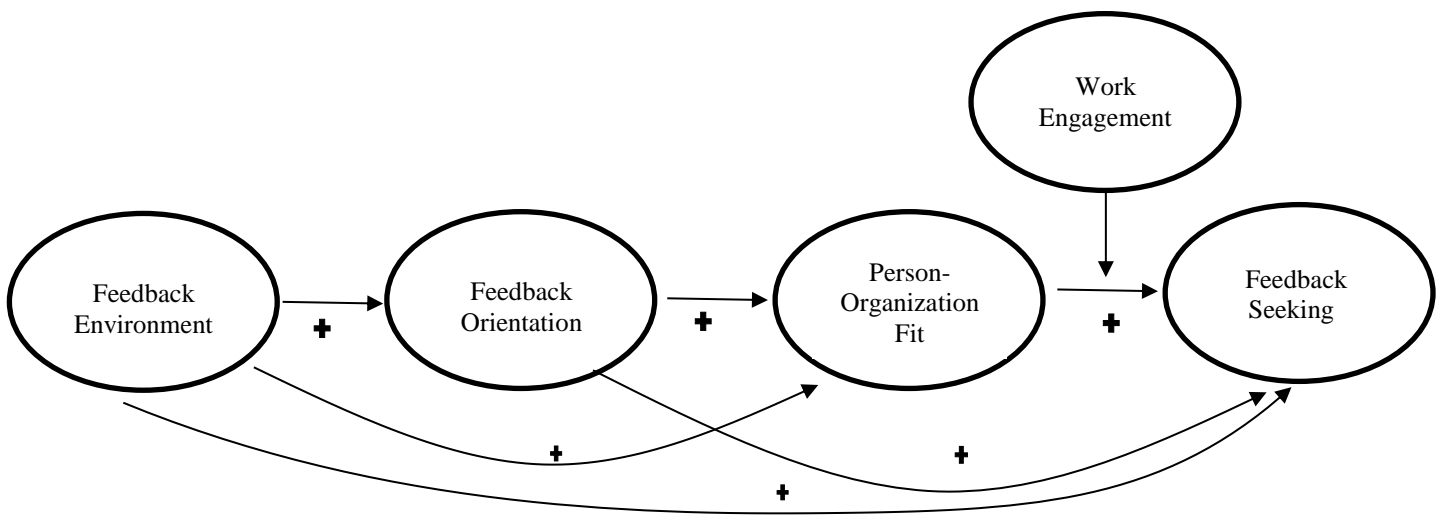 Work
Engagement
Feedback
Environment
+
Feedback
Orientation
+
Person-
Organization
Fit
+
Feedback
Seeking
+
+
+